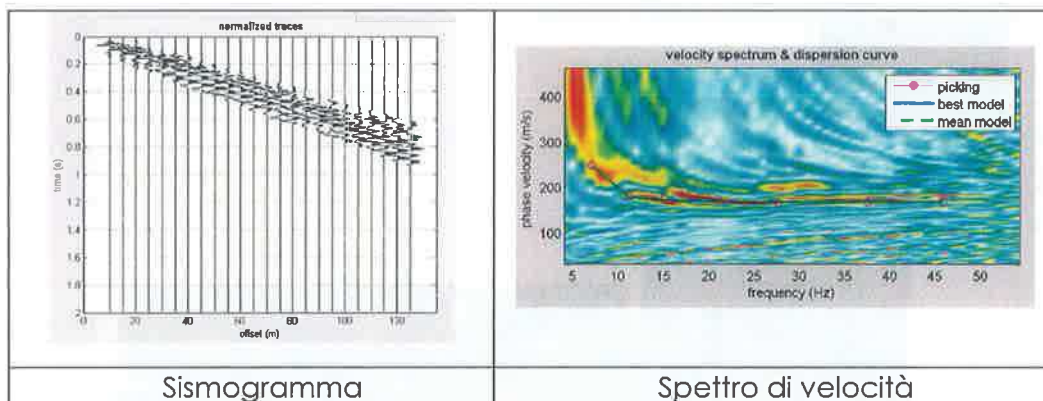 normalized traces
0
0.2
0.4
0.6
0.8
1
1.2
1.4
1.6
1.8
2
time (s)
0 20 40 60 80 100 120
offset (m)
Sismogramma
velocity spectrum & dispersion curve
picking
best model
mean model
400
300
200
100
phase velocity (m/s)
5 10 15 20 25 30 35 40 45 50
frequency (Hz)
Spettro di velocità